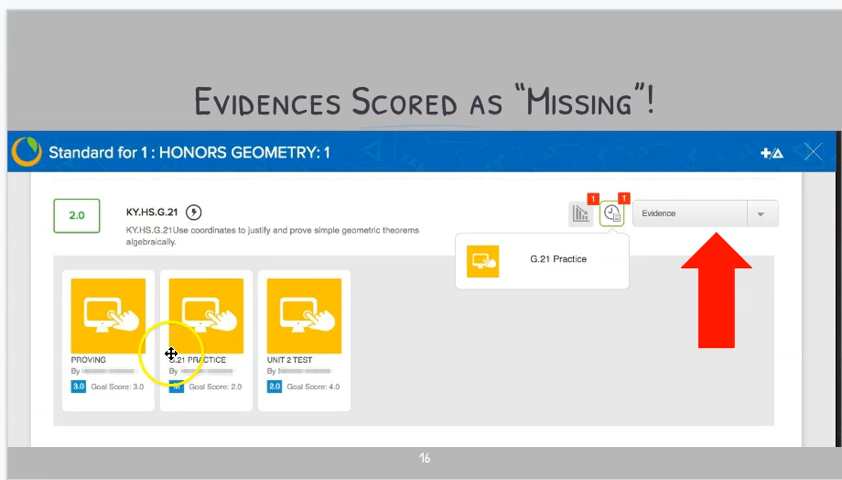 Evidences Scored as “Missing”!
Standard for 1 : HONORS GEOMETRY: 1
2.0
KY.HS.G.21
KY.HS.G.21Use coordinates to justify and prove simple geometric theorems
algebraically.
1
1
Evidence
G.21 Practice
PROVING
By
3.0 Goal Score: 3.0
G.21 PRACTICE
By
M Goal Score: 2.0
UNIT 2 TEST
By
2.0 Goal Score: 4.0
16